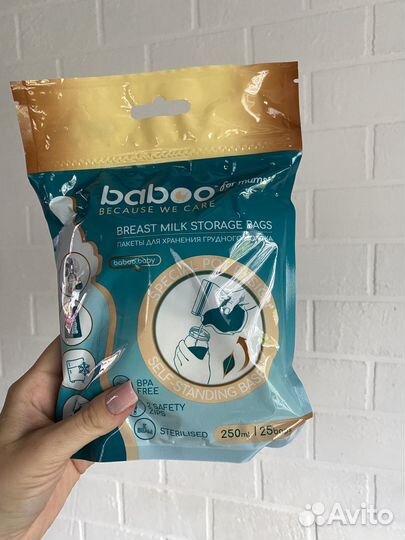 baboo for mums
BECAUSE WE CARE
BREAST MILK STORAGE BAGS
ПАКЕТЫ ДЛЯ ХРАНЕНИЯ ГРУДНОГО
baboo.baby
SELF-STANDING
BPA
FREE
SAFETY
ZIPS
STERILISED
250ml | 25
Avito